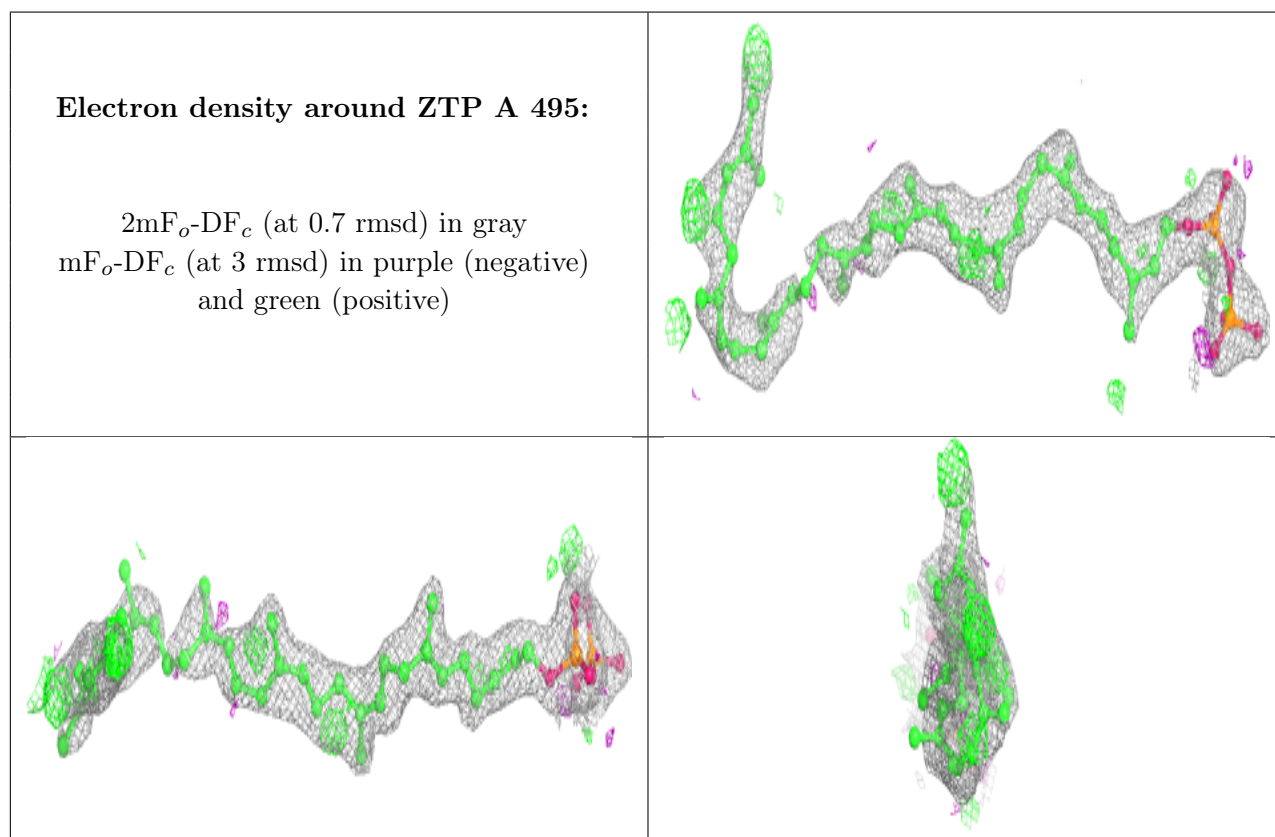 Electron density around ZTP A 495:
2mFo-DFc (at 0.7 rmsd) in gray
mFo-DFc (at 3 rmsd) in purple (negative)
and green (positive)